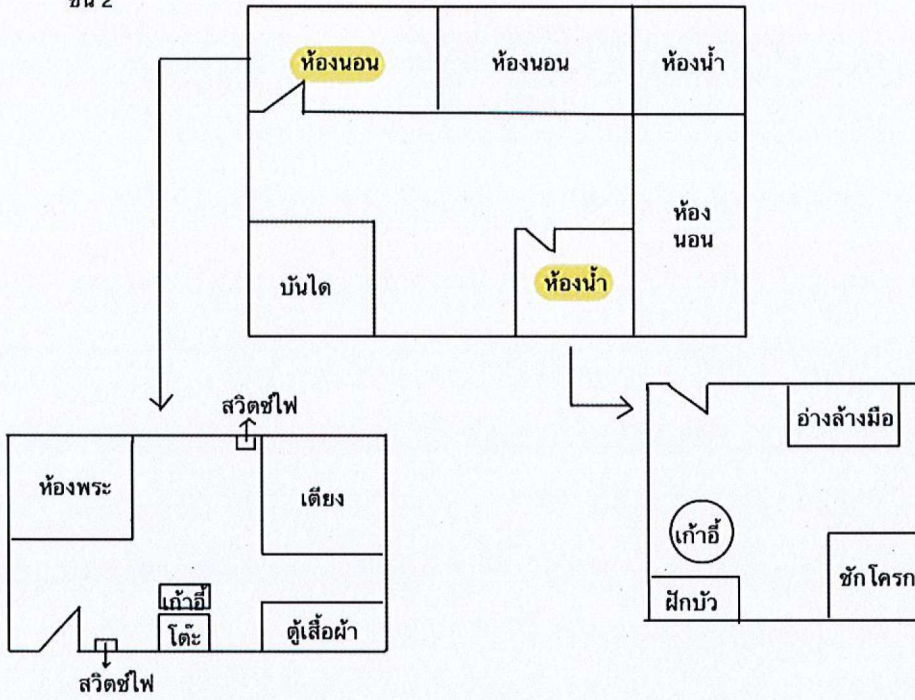 ชั้น 2
ห้องนอน
ห้องนอน
ห้องน้ำ
ห้อง
นอน
บันได
ห้องน้ำ
สวิตช์ไฟ
ห้องพระ
เตียง
เก้าอี้
โต๊ะ
ตู้เสื้อผ้า
สวิตช์ไฟ
อ่างล้างมือ
เก้าอี้
ฝักบัว
ชักโครก